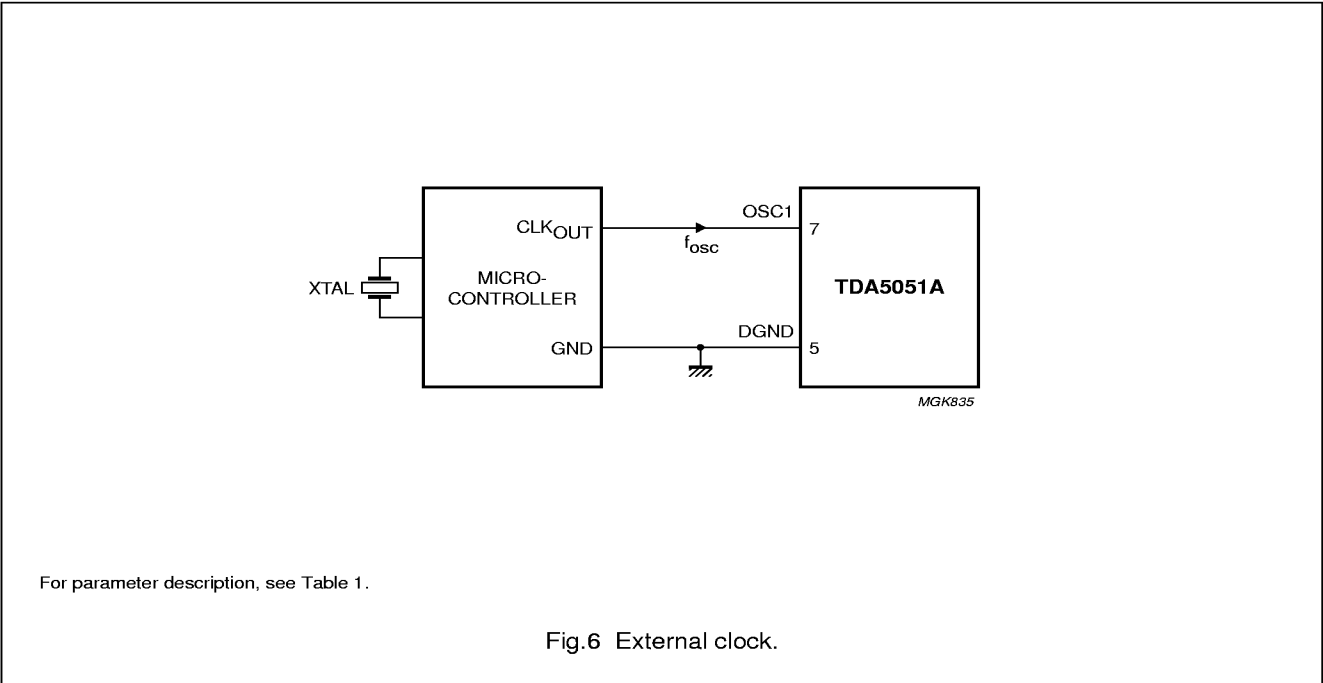 OSC1
CLKOUT
7
fosc
XTAL
MICRO-
CONTROLLER
TDA5051A
DGND
GND
5
MGK835
For parameter description, see Table 1.
Fig.6 External clock.